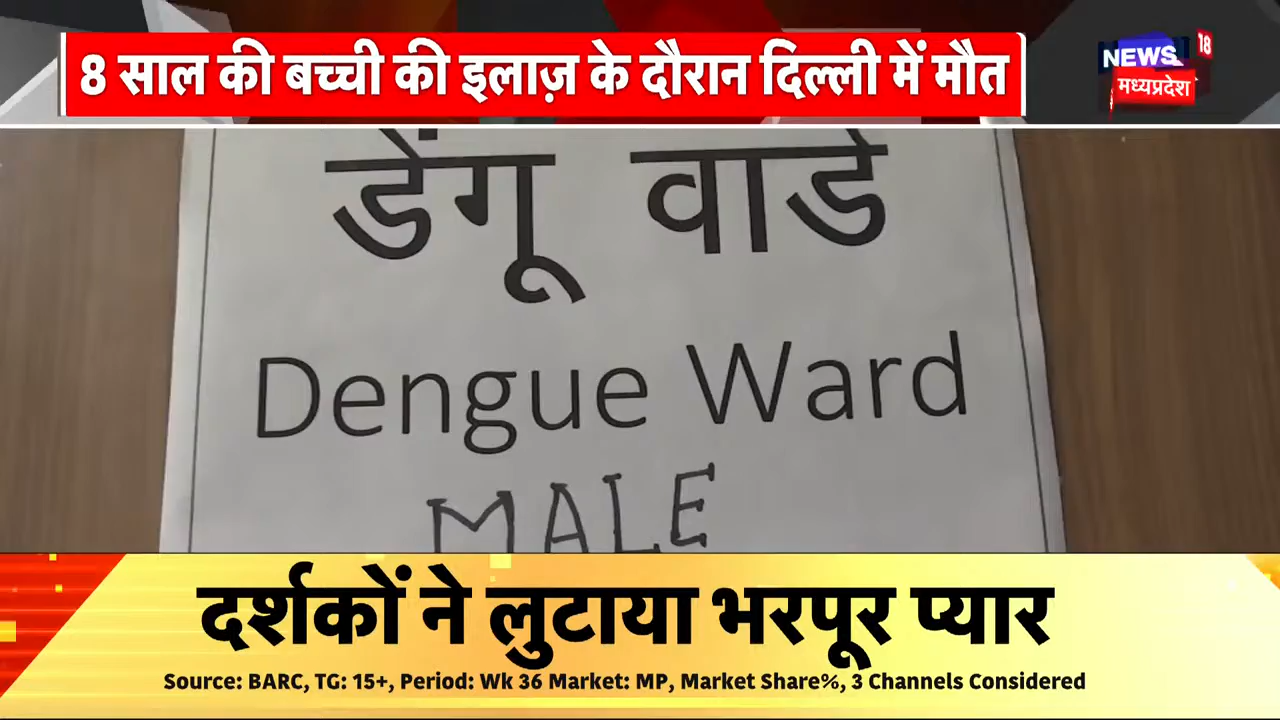 8 साल की बच्ची की इलाज़ के दौरान दिल्ली में मौत
NEWS 18
मध्यप्रदेश
डेंगू वार्ड
Dengue Ward
MALE
दर्शकों ने लुटाया भरपूर प्यार
Source: BARC, TG: 15+, Period: Wk 36 Market: MP, Market Share%, 3 Channels Considered